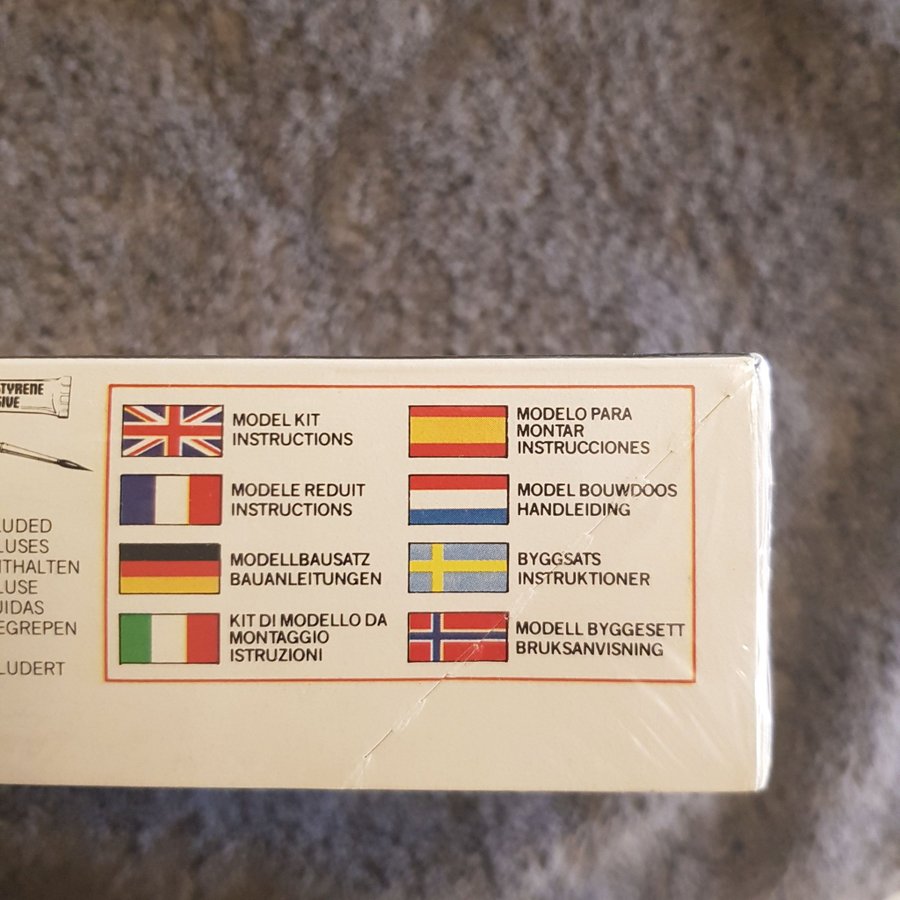 MODEL KIT
INSTRUCTIONS
MODELE REDUIT
INSTRUCTIONS
MODELLBAUSATZ
BAUANLEITUNGEN
KIT DI MODELLO DA
MONTAGGIO
ISTRUZIONI
MODELO PARA
MONTAR
INSTRUCCIONES
MODEL BOUWDOOS
HANDLEIDING
BYGGSATS
INSTRUKTIONER
MODELL BYGGESETT
BRUKSANVISNING